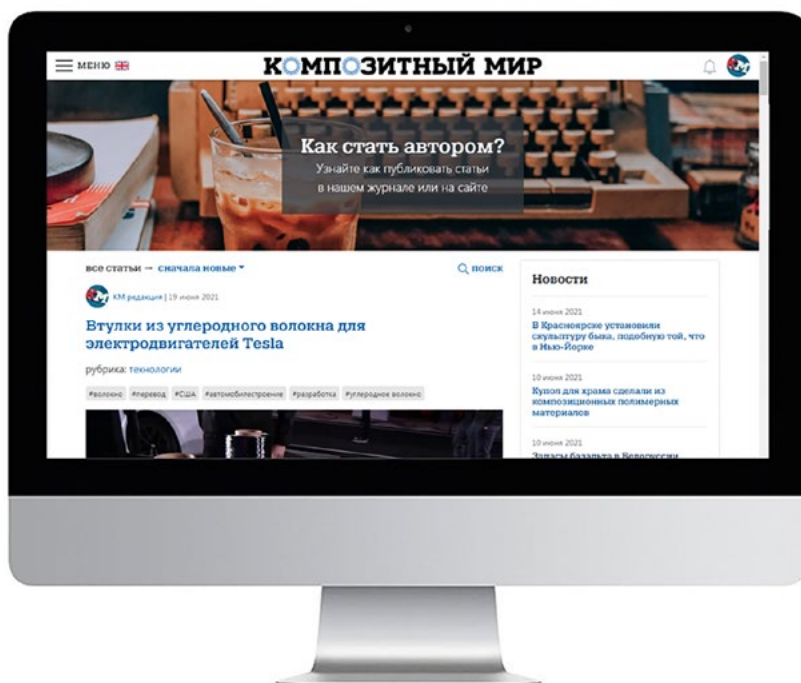 МЕНЮ
КОМПОЗИТНЫЙ МИР
Как стать автором?
Узнайте как публиковать статьи
в нашем журнале или на сайте
все статьи — сначала новые
ПОИСК
КМ редакция | 19 июня 2021
Втулки из углеродного волокна для
электродвигателей Tesla
рубрика: технологии
#волокно #перевод #США #автомобилестроение #разработка #углеродное волокно
Новости
14 июня 2021
В Красноярске установили
скульптуру быка, подобную той, что
в Нью-Йорке
10 июня 2021
Купол для храма сделали из
композиционных полимерных
материалов
10 июня 2021
Запасы базальта в Белоруссии